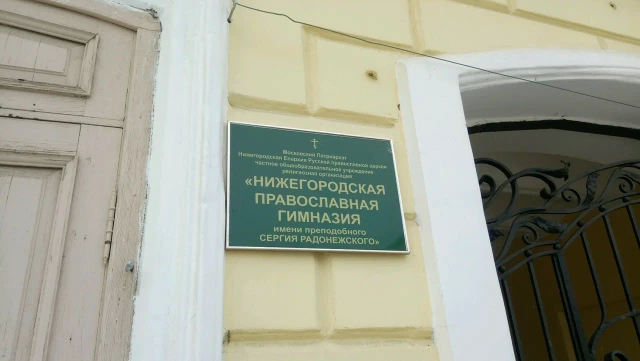 Московский Патриархат
Нижегородская Епархия Русской православной церкви
частное общеобразовательное учреждение
религиозная организация
«НИЖЕГОРОДСКАЯ
ПРАВОСЛАВНАЯ
ГИМНАЗИЯ
имени преподобного
СЕРГИЯ РАДОНЕЖСКОГО»